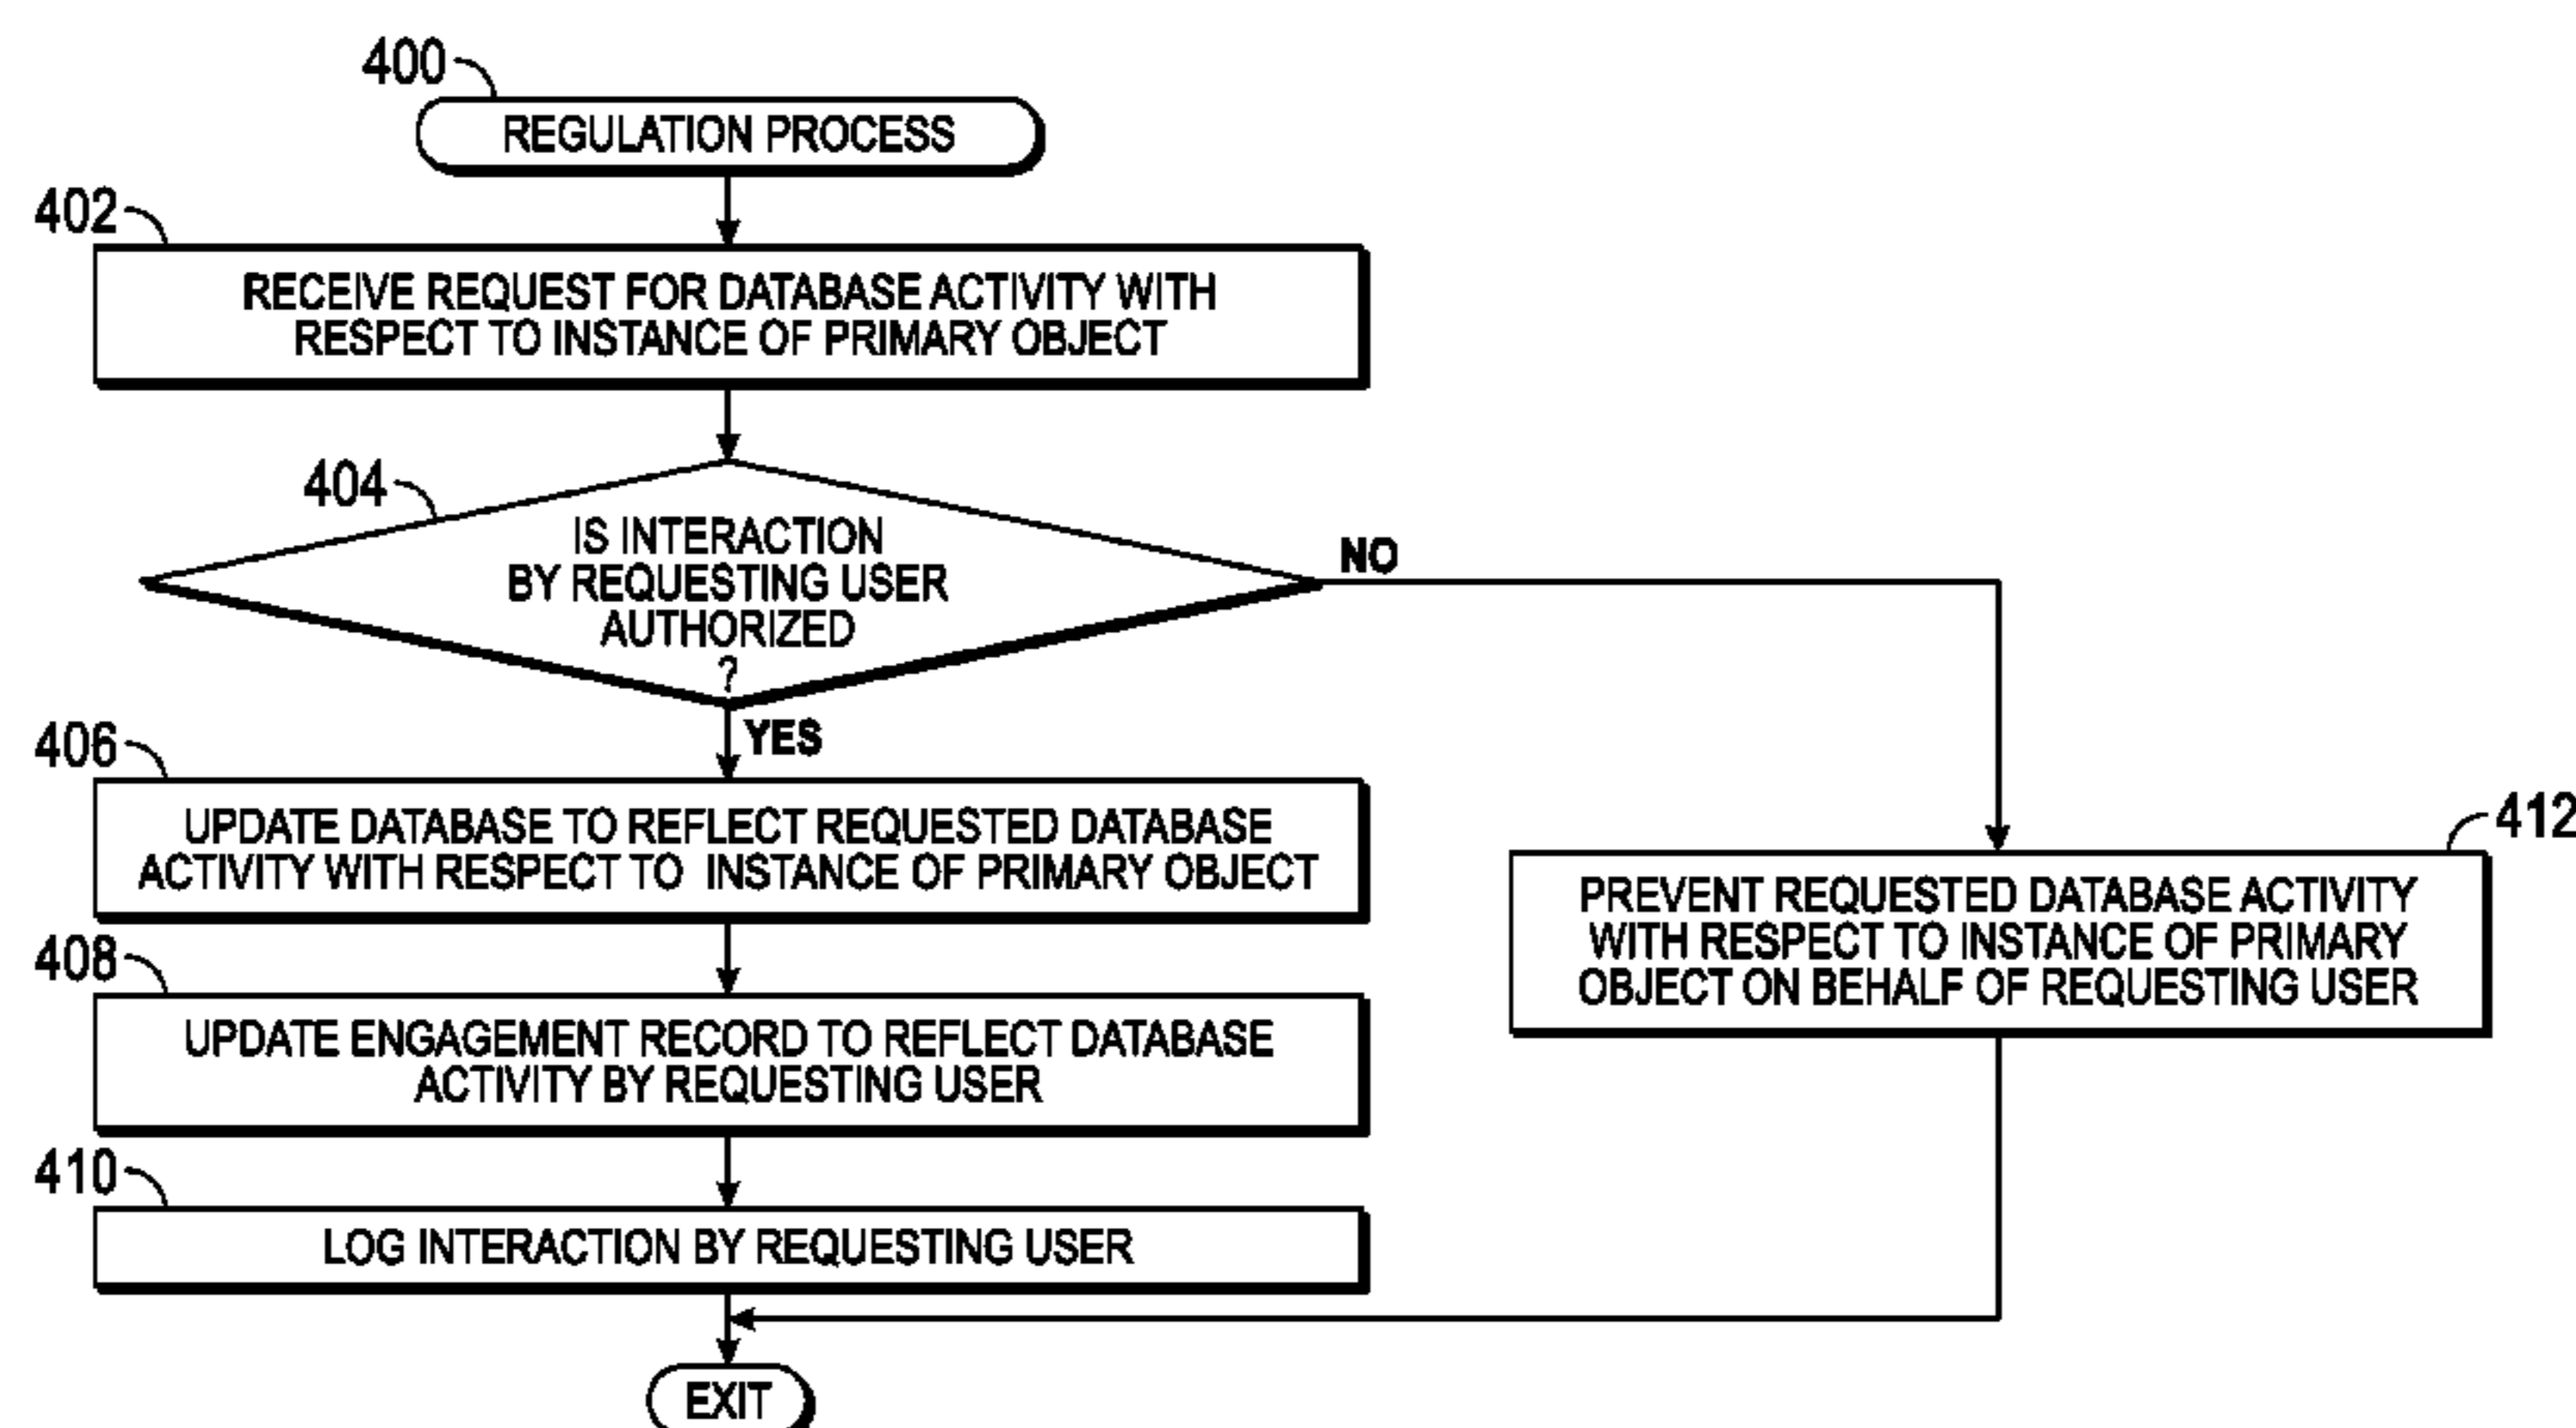 400
REGULATION PROCESS
402
RECEIVE REQUEST FOR DATABASE ACTIVITY WITH
RESPECT TO INSTANCE OF PRIMARY OBJECT
404
IS INTERACTION
BY REQUESTING USER
AUTHORIZED
?
NO
YES
406
UPDATE DATABASE TO REFLECT REQUESTED DATABASE
ACTIVITY WITH RESPECT TO INSTANCE OF PRIMARY OBJECT
412
PREVENT REQUESTED DATABASE ACTIVITY
WITH RESPECT TO INSTANCE OF PRIMARY
OBJECT ON BEHALF OF REQUESTING USER
408
UPDATE ENGAGEMENT RECORD TO REFLECT DATABASE
ACTIVITY BY REQUESTING USER
410
LOG INTERACTION BY REQUESTING USER
EXIT